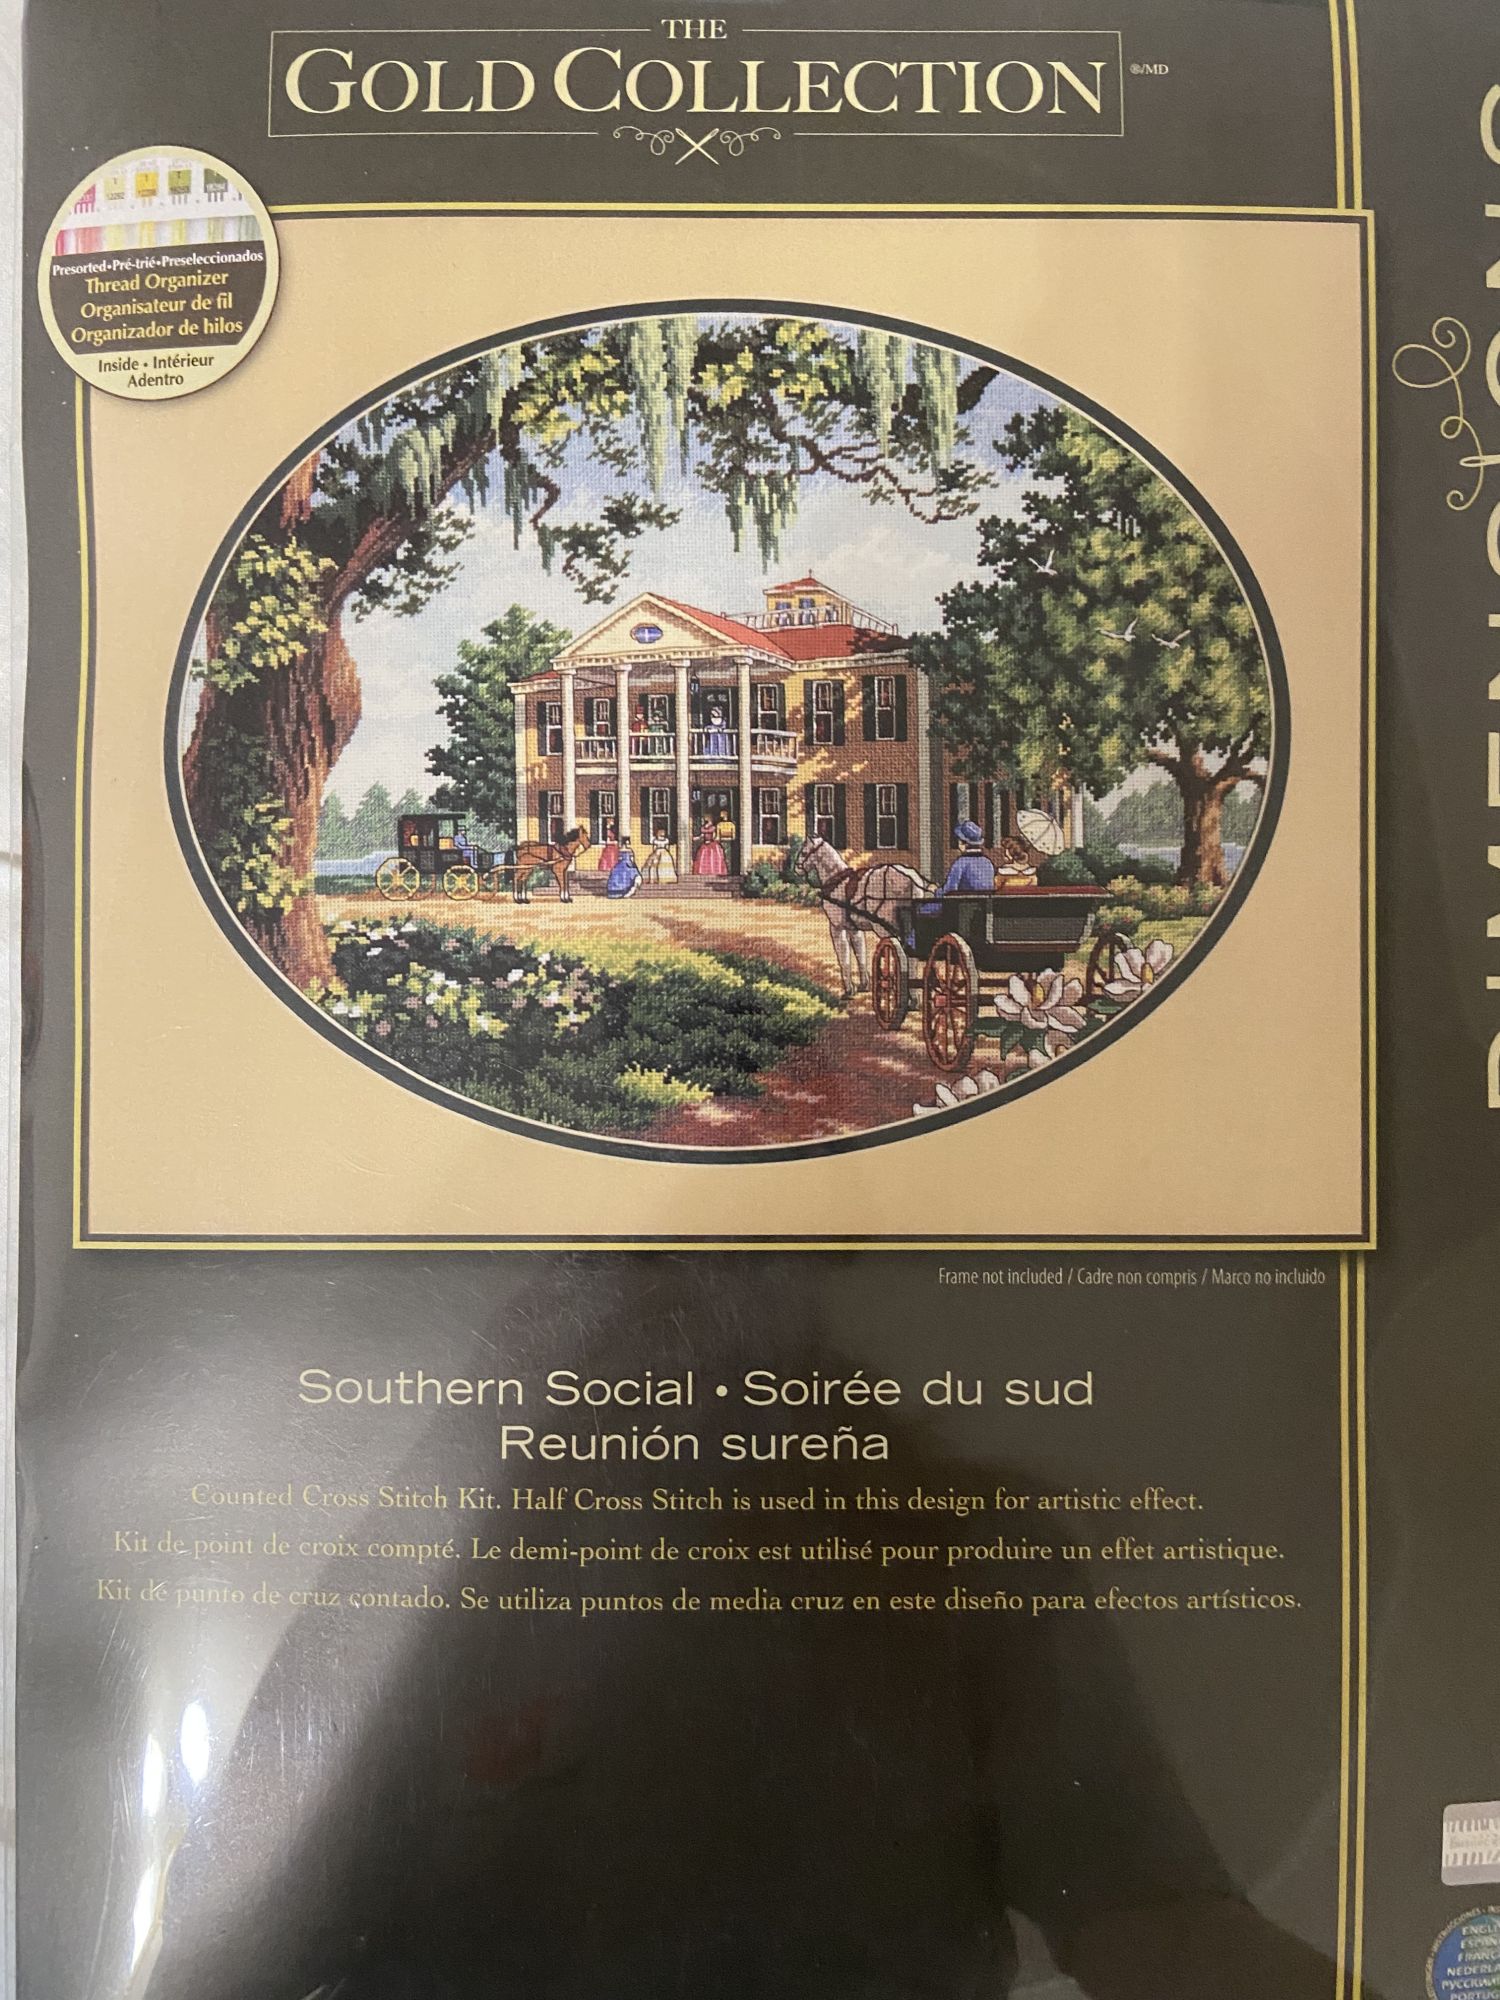 THE
GOLD COLLECTION ®/MD
Presorted•Pré-trié•Preseleccionados
Thread Organizer
Organisateur de fil
Organizador de hilos
Inside • Intérieur
Adentro
Frame not included / Cadre non compris / Marco no incluido
Southern Social • Soirée du sud
Reunión sureña
Counted Cross Stitch Kit. Half Cross Stitch is used in this design for artistic effect.
Kit de point de croix compté. Le demi-point de croix est utilisé pour produire un effet artistique.
Kit de punto de cruz contado. Se utiliza puntos de media cruz en este diseño para efectos artísticos.
DIMENSIONS